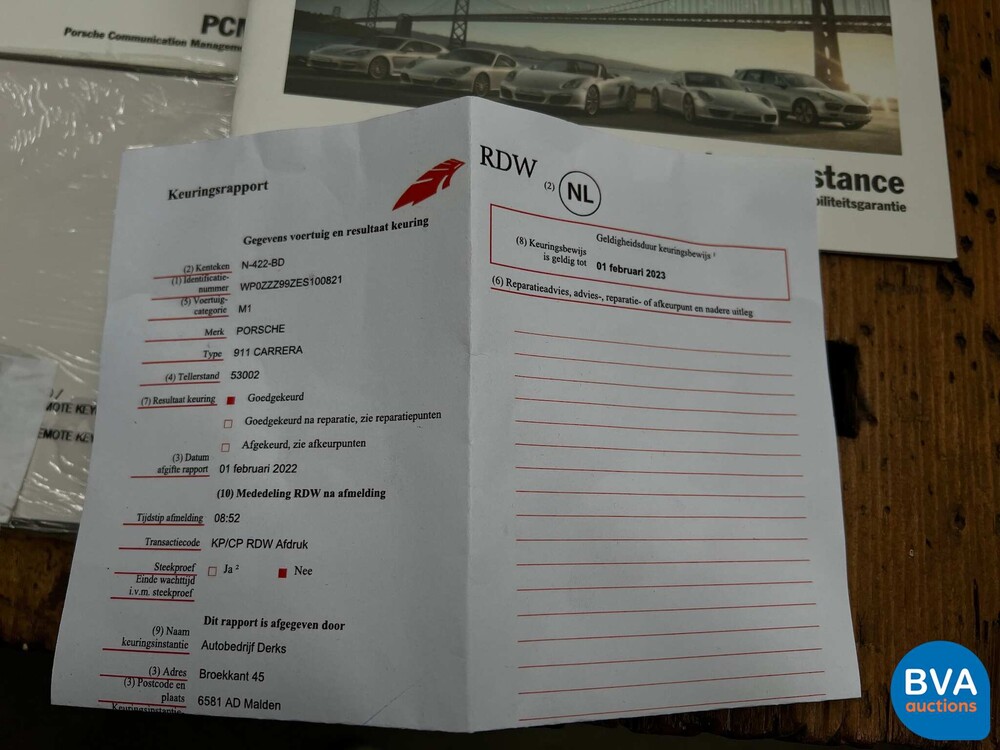 PCM
Porsche Communication Management
stance
biliteitsgarantie
MOTE KEY
EMOTE KEY
Keuringsrapport
Gegevens voertuig en resultaat keuring
(2) Kenteken N-422-BD
(1) Identificatie-
nummer WP0ZZZ99ZES100821
(5) Voertuig-
categorie M1
Merk PORSCHE
Type 911 CARRERA
(4) Tellerstand 53002
(7) Resultaat keuring Goedgekeurd
Goedgekeurd na reparatie, zie reparatiepunten
Afgekeurd, zie afkeurpunten
(3) Datum
afgifte rapport 01 februari 2022
(10) Mededeling RDW na afmelding
Tijdstip afmelding 08:52
Transactiecode KP/CP RDW Afdruk
Steekproef Ja 2 Nee
Einde wachttijd
i.v.m. steekproef
Dit rapport is afgegeven door
(9) Naam
keuringsinstantie Autobedrijf Derks
(3) Adres Broekkant 45
(3) Postcode en
plaats 6581 AD Malden
Keuringsinstantie-
RDW (2) NL
Geldigheidsduur keuringsbewijs 1
(8) Keuringsbewijs
is geldig tot 01 februari 2023
(6) Reparatieadvies, advies-, reparatie- of afkeurpunt en nadere uitleg
BVA
auctions